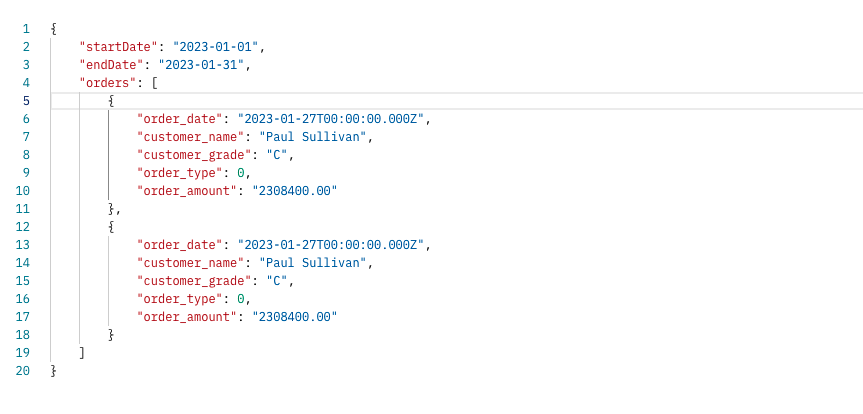 1 {
2     "startDate": "2023-01-01",
3     "endDate": "2023-01-31",
4     "orders": [
5         {
6             "order_date": "2023-01-27T00:00:00.000Z",
7             "customer_name": "Paul Sullivan",
8             "customer_grade": "C",
9             "order_type": 0,
10             "order_amount": "2308400.00"
11         },
12         {
13             "order_date": "2023-01-27T00:00:00.000Z",
14             "customer_name": "Paul Sullivan",
15             "customer_grade": "C",
16             "order_type": 0,
17             "order_amount": "2308400.00"
18         }
19     ]
20 }